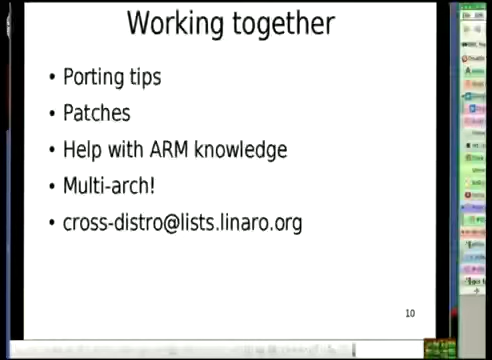 Working together
• Porting tips
• Patches
• Help with ARM knowledge
• Multi-arch!
• cross-distro@lists.linaro.org
10